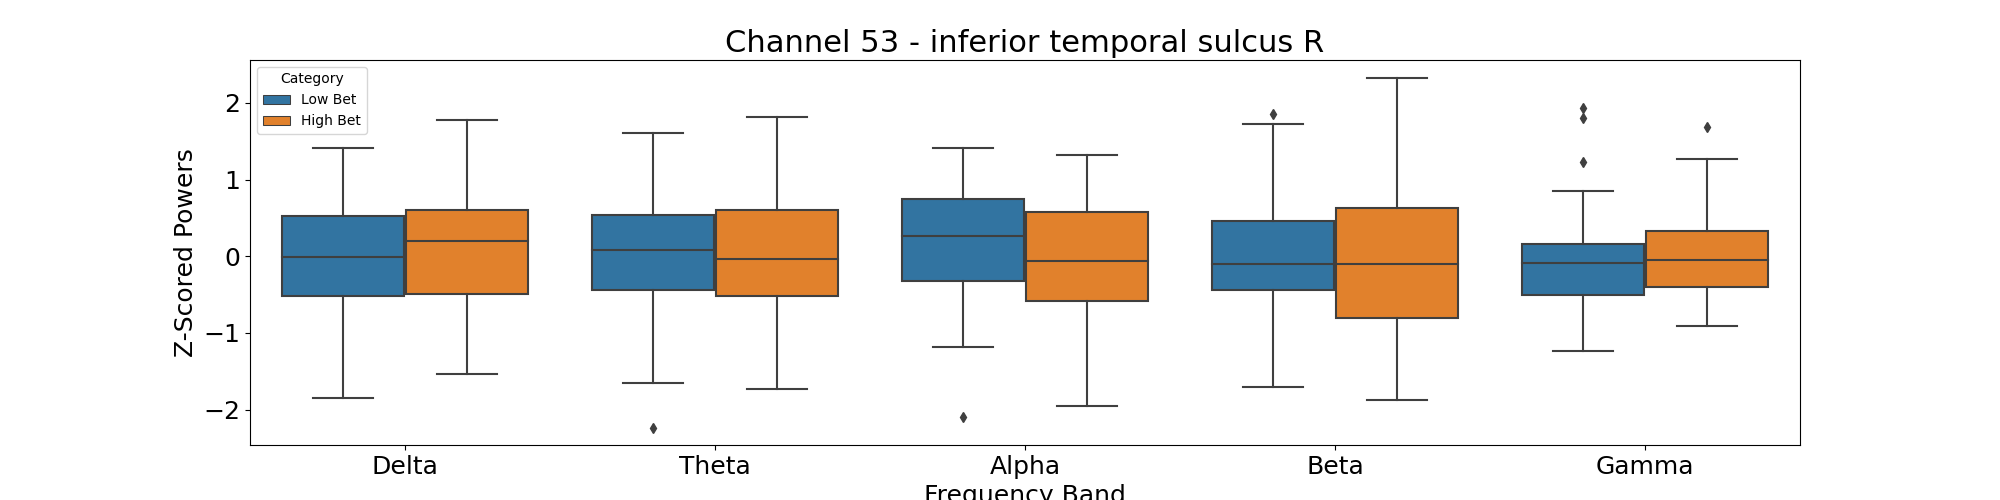 Channel 53 - inferior temporal sulcus R
Category
Low Bet
High Bet
Z-Scored Powers
2
1
0
−1
−2
Delta Theta Alpha Beta Gamma
Frequency Band